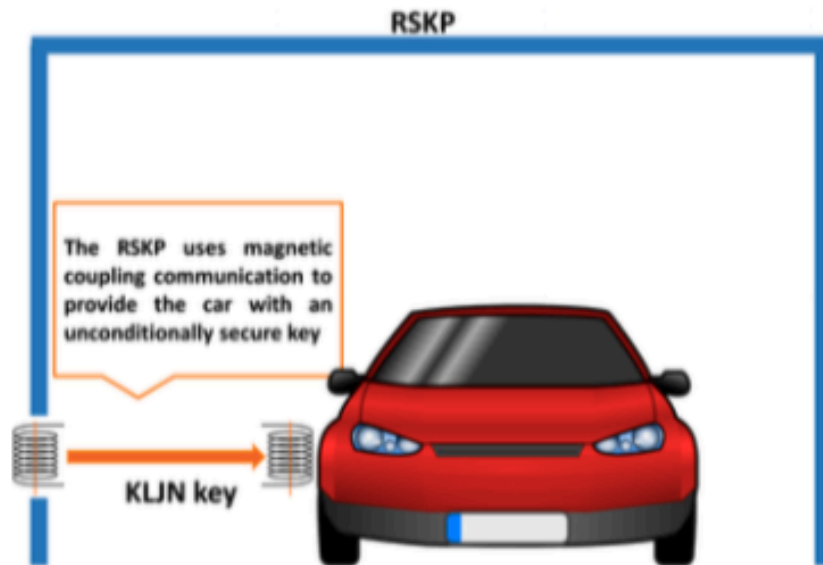 RSKP
The RSKP uses magnetic
coupling communication to
provide the car with an
unconditionally secure key
KLJN key